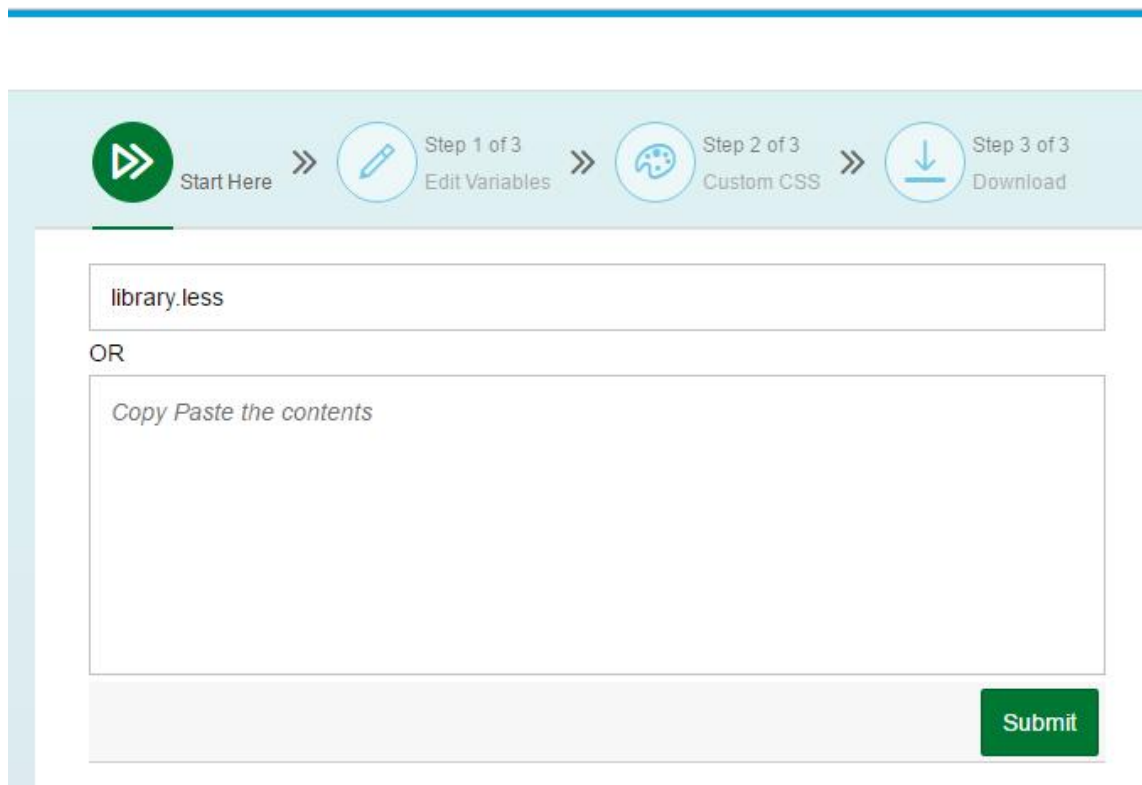 Start Here
Step 1 of 3
Edit Variables
Step 2 of 3
Custom CSS
Step 3 of 3
Download
library.less
OR
Copy Paste the contents
Submit